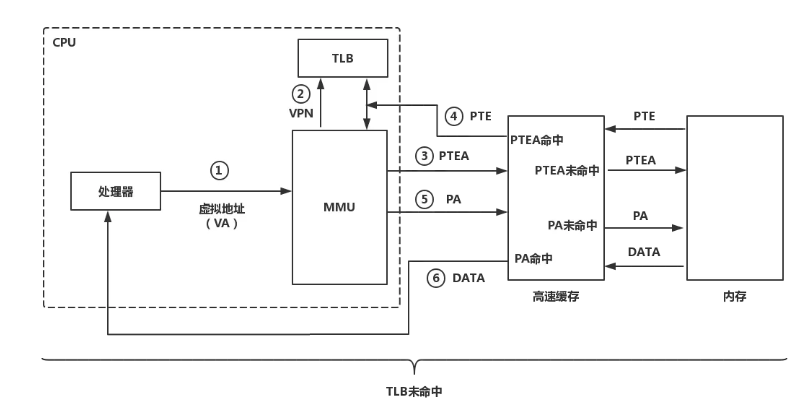 CPU
TLB
② VPN
④ PTE
PTE
PTEA命中
③ PTEA
PTEA未命中
PTEA
①
处理器
虚拟地址
（VA）
MMU
⑤ PA
PA未命中
PA
PA命中
DATA
⑥ DATA
高速缓存
内存
TLB未命中